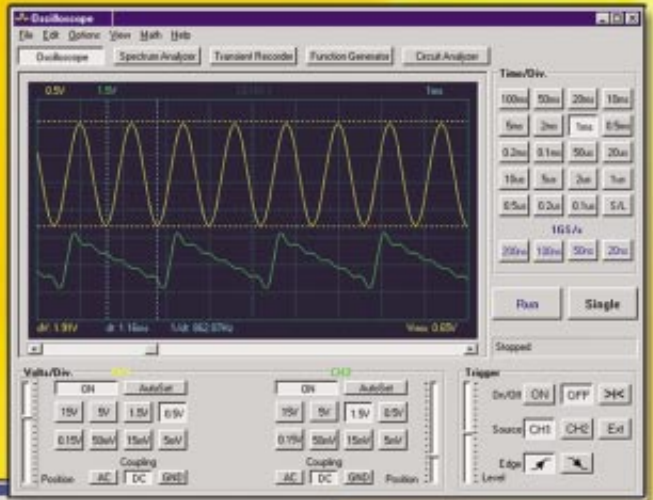 Oscilloscope
File Edit Options View Math Help
Oscilloscope Spectrum Analyzer Transient Recorder Function Generator Circuit Analyzer
0.5V 1.5V 1ms
dV: 1.91V dt: 1.16ms 1/dt: 862.07Hz Vrms: 0.65V
Time/Div.
100ms 50ms 20ms 10ms
5ms 2ms 1ms 0.5ms
0.2ms 0.1ms 50us 20us
10us 5us 2us 1us
0.5us 0.2us 0.1us S/L
1GS/s
200ns 100ns 50ns 20ns
Run Single
Stopped
Volts/Div.
CH1
ON AutoSet
15V 5V 1.5V 0.5V
0.15V 50mV 15mV 5mV
Coupling
Position AC DC GND
CH2
ON AutoSet
15V 5V 1.5V 0.5V
0.15V 50mV 15mV 5mV
Coupling
AC DC GND Position
Trigger
On/Off ON OFF
Source CH1 CH2 Ext
Edge
Level